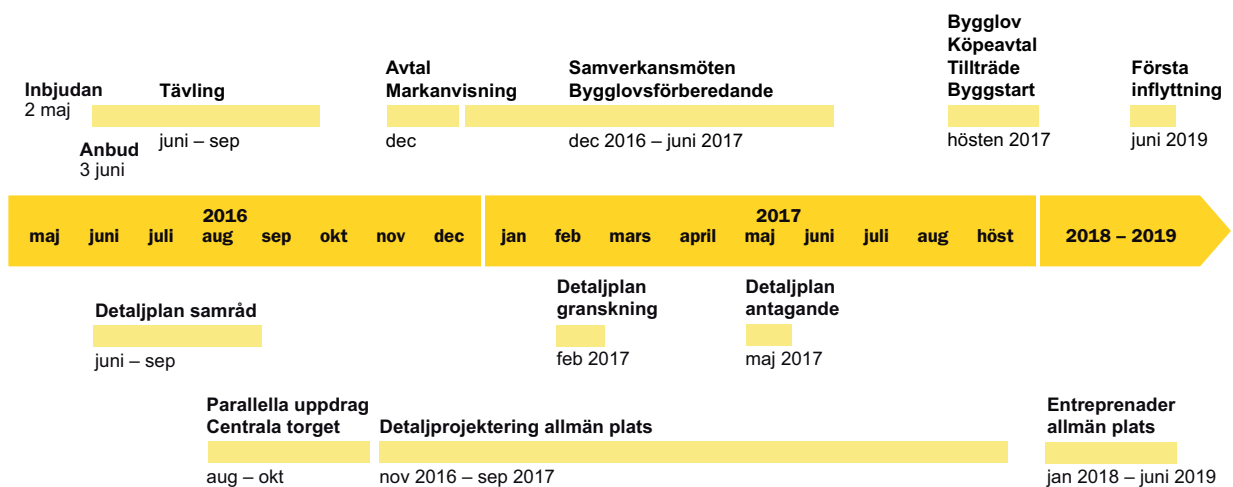 Inbjudan
2 maj
Tävling
juni – sep
Anbud
3 juni
Avtal
Markanvisning
dec
Samverkansmöten
Bygglovsförberedande
dec 2016 – juni 2017
Bygglov
Köpeavtal
Tillträde
Byggstart
hösten 2017
Första
inflyttning
juni 2019
2016
maj juni juli aug sep okt nov dec
2017
jan feb mars april maj juni juli aug höst
2018 – 2019
Detaljplan samråd
juni – sep
Detaljplan
granskning
feb 2017
Detaljplan
antagande
maj 2017
Parallella uppdrag
Centrala torget
aug – okt
Detaljprojektering allmän plats
nov 2016 – sep 2017
Entreprenader
allmän plats
jan 2018 – juni 2019